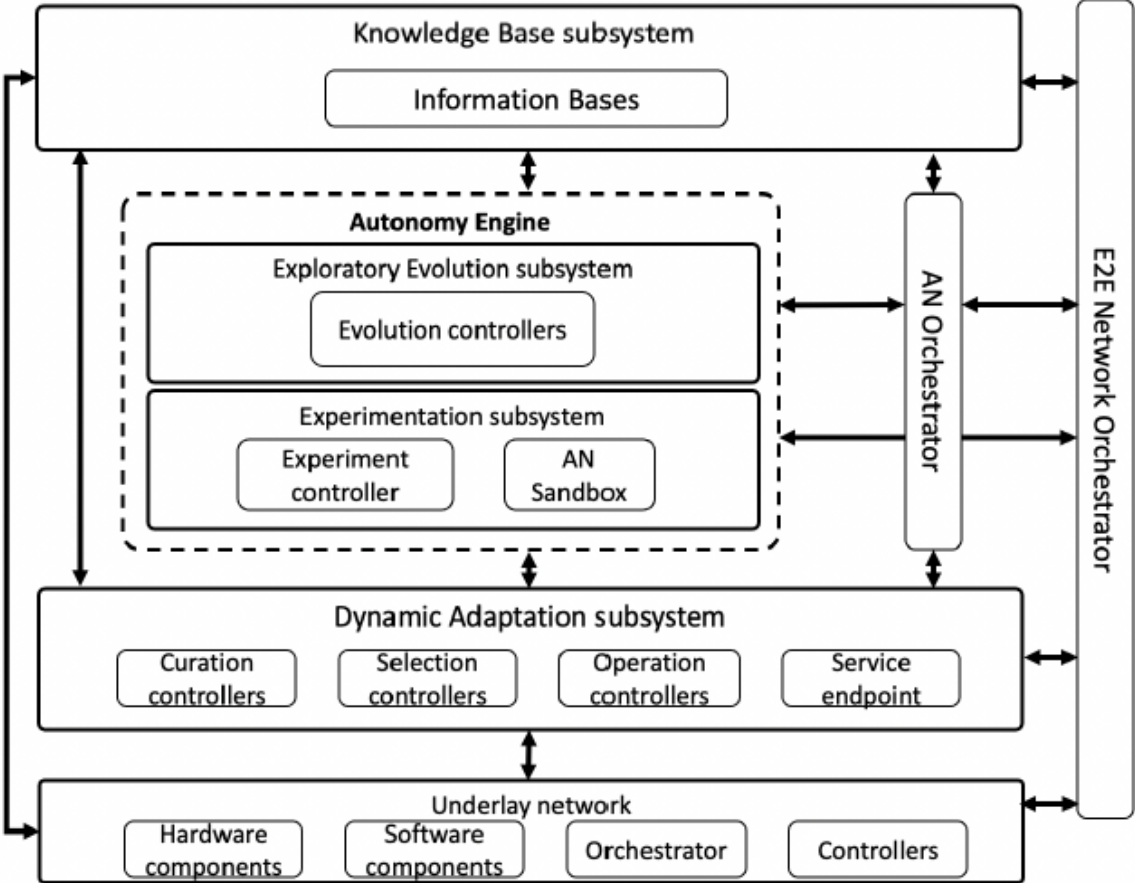 Knowledge Base subsystem
Information Bases
Autonomy Engine
Exploratory Evolution subsystem
Evolution controllers
Experimentation subsystem
Experiment
controller
AN
Sandbox
AN Orchestrator
E2E Network Orchestrator
Dynamic Adaptation subsystem
Curation
controllers
Selection
controllers
Operation
controllers
Service
endpoint
Underlay network
Hardware
components
Software
components
Orchestrator
Controllers